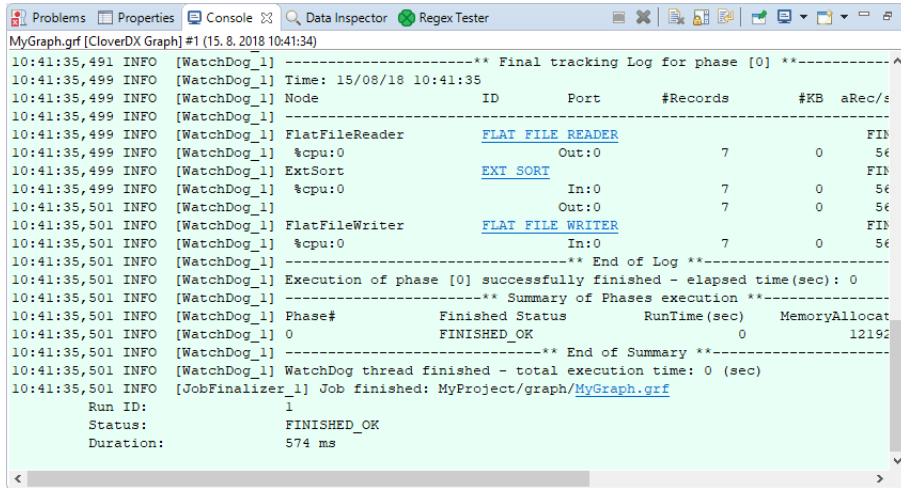 Problems Properties Console Data Inspector Regex Tester
MyGraph.grf [CloverDX Graph] #1 (15. 8. 2018 10:41:34)
10:41:35,491 INFO [WatchDog_1] ----------------------** Final tracking Log for phase [0] **-----------
10:41:35,499 INFO [WatchDog_1] Time: 15/08/18 10:41:35
10:41:35,499 INFO [WatchDog_1] Node ID Port #Records #KB aRec/s
10:41:35,499 INFO [WatchDog_1] ----------------------------------------------------------------------
10:41:35,499 INFO [WatchDog_1] FlatFileReader FLAT_FILE_READER FIN
10:41:35,499 INFO [WatchDog_1] %cpu:0 Out:0 7 0 56
10:41:35,499 INFO [WatchDog_1] ExtSort EXT_SORT FIN
10:41:35,499 INFO [WatchDog_1] %cpu:0 In:0 7 0 56
10:41:35,501 INFO [WatchDog_1] Out:0 7 0 56
10:41:35,501 INFO [WatchDog_1] FlatFileWriter FLAT_FILE_WRITER FIN
10:41:35,501 INFO [WatchDog_1] %cpu:0 In:0 7 0 56
10:41:35,501 INFO [WatchDog_1] ---------------------------------** End of Log **---------------------
10:41:35,501 INFO [WatchDog_1] Execution of phase [0] successfully finished - elapsed time(sec): 0
10:41:35,501 INFO [WatchDog_1] -----------------------** Summary of Phases execution **---------------
10:41:35,501 INFO [WatchDog_1] Phase# Finished Status RunTime(sec) MemoryAllocat
10:41:35,501 INFO [WatchDog_1] 0 FINISHED_OK 0 12192
10:41:35,501 INFO [WatchDog_1] ------------------------------** End of Summary **---------------------
10:41:35,501 INFO [WatchDog_1] WatchDog thread finished - total execution time: 0 (sec)
10:41:35,501 INFO [JobFinalizer_1] Job finished: MyProject/graph/MyGraph.grf
Run ID: 1
Status: FINISHED_OK
Duration: 574 ms